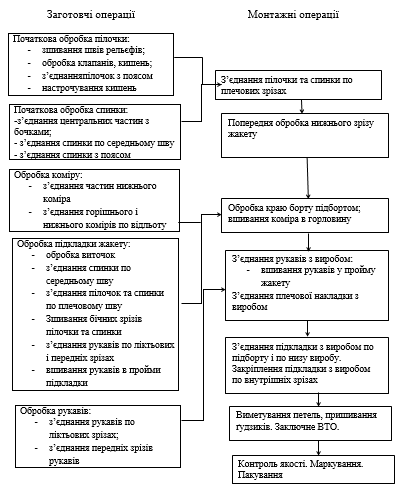 Заготовчі операції
Монтажні операції
Початкова обробка пілочки:
- зшивання швів рельєфів;
- обробка клапанів, кишень;
- з’єднанняпілочок з поясом
- настрочування кишень
Початкова обробка спинки:
-з’єднання центральних частин з
бочками;
- з’єднання спинки по середньому шву
- з’єднання спинки з поясом
Обробка коміру:
- з’єднання частин нижнього
коміра
- з’єднання горішнього і
нижнього комірів по відльоту
Обробка підкладки жакету:
- обробка виточок
- з’єднання спинки по
середньому шву
- з’єднання пілочок та спинки
по плечовому шву
- Зшивання бічних зрізів
пілочки та спинки
- з’єднання рукавів по ліктьових
і передніх зрізах
- вшивання рукавів в пройми
підкладки
Обробка рукавів:
- з’єднання рукавів по
ліктьових зрізах;
- з’єднання передніх зрізів
рукавів
З’єднання пілочки та спинки по
плечових зрізах
Попередня обробка нижнього зрізу
жакету
Обробка краю борту підбортом;
вшивання коміра в горловину
З’єднання рукавів з виробом:
- вшивання рукавів у пройму
жакету
З’єднання плечової накладки з
виробом
З’єднання підкладки з виробом по
підборті і по низу виробу.
Закріплення підкладки з виробом
по внутрішніх зрізах
Виметування петель, пришивання
гудзиків. Заключне ВТО.
Контроль якості. Маркування.
Пакування